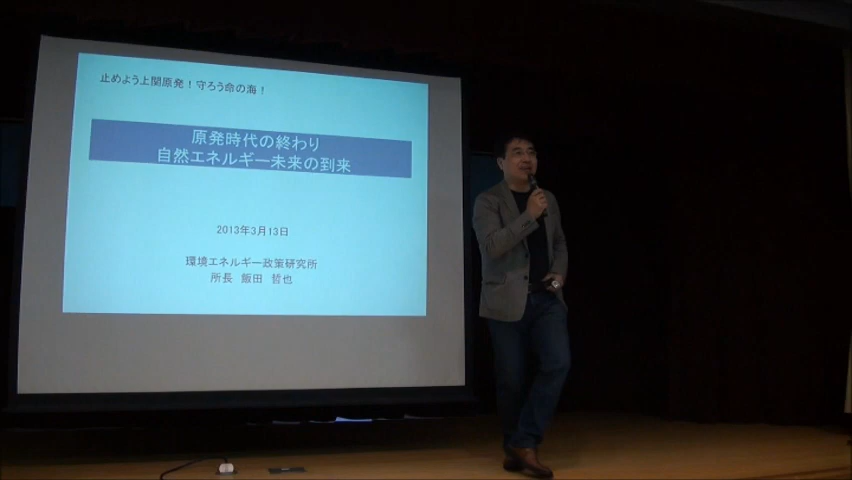 止めよう上関原発！守ろう命の海！
原発時代の終わり
自然エネルギー未来の到来
2013年3月13日
環境エネルギー政策研究所
所長　飯田　哲也